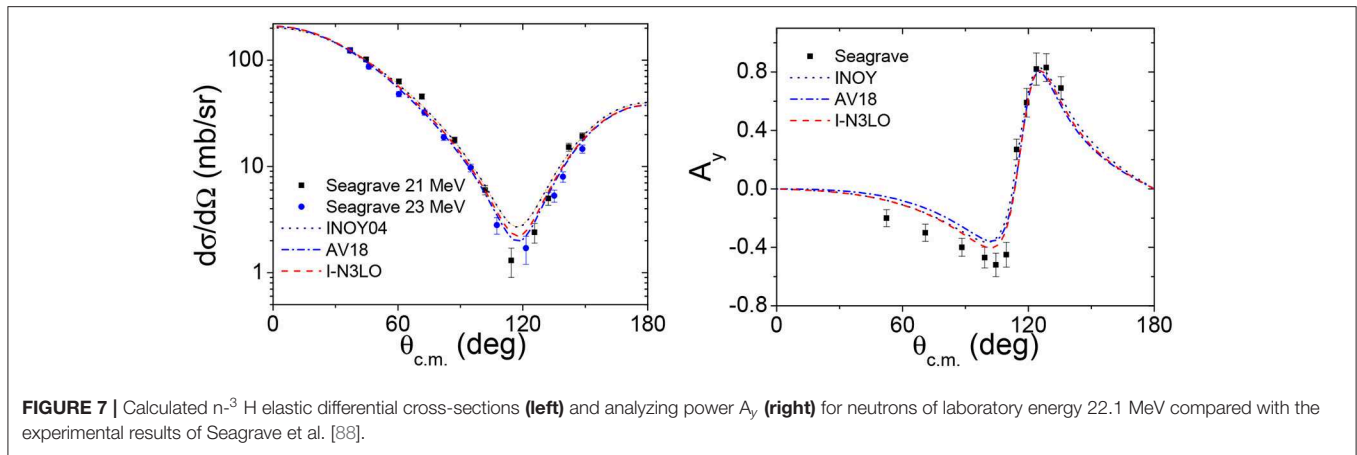 100
10
1
dσ/dΩ (mb/sr)
Seagrave 21 MeV
Seagrave 23 MeV
INOY04
AV18
I-N3LO
0 60 120 180
θc.m. (deg)
0.8
0.4
0.0
-0.4
-0.8
Ay
Seagrave
INOY
AV18
I-N3LO
0 60 120 180
θc.m. (deg)
FIGURE 7 | Calculated n-³ H elastic differential cross-sections (left) and analyzing power Ay (right) for neutrons of laboratory energy 22.1 MeV compared with the
experimental results of Seagrave et al. [88].